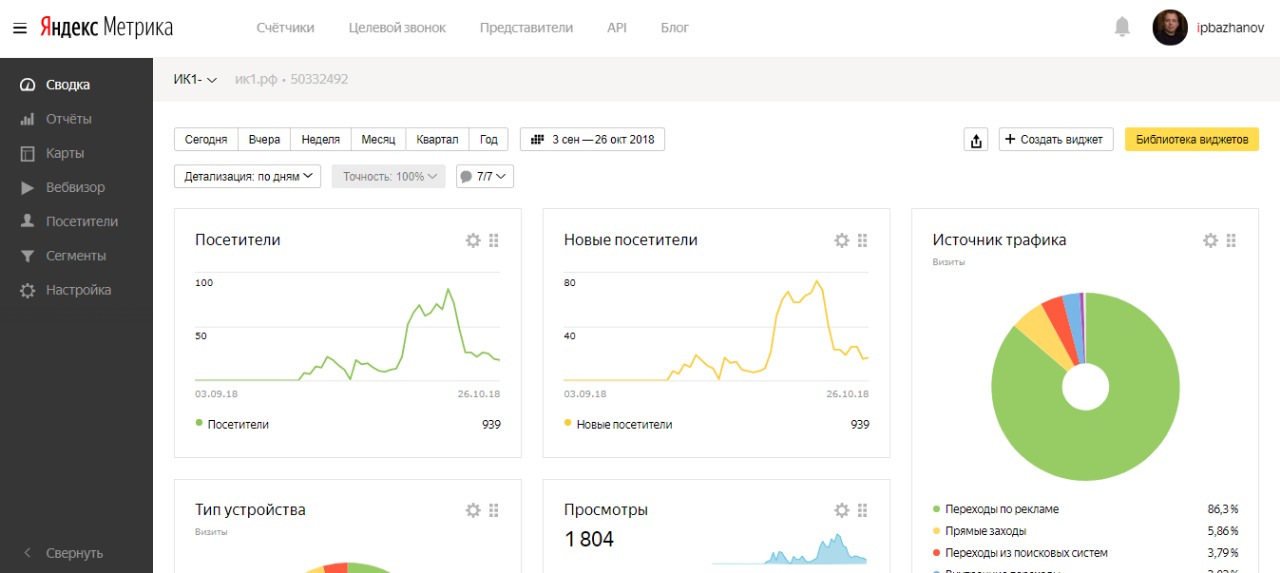 Яндекс Метрика
Счётчики Целевой звонок Представители API Блог
ipbazhanov
Сводка
Отчёты
Карты
Вебвизор
Посетители
Сегменты
Настройка
Свернуть
ИК1- ик1.рф • 50332492
Сегодня Вчера Неделя Месяц Квартал Год 3 сен — 26 окт 2018
+ Создать виджет Библиотека виджетов
Детализация: по дням Точность: 100% 7/7
Посетители
100
50
03.09.18 26.10.18
Посетители 939
Новые посетители
80
40
03.09.18 26.10.18
Новые посетители 939
Источник трафика
Визиты
Переходы по рекламе 86,3 %
Прямые заходы 5,86 %
Переходы из поисковых систем 3,79 %
Тип устройства
Визиты
Просмотры
1 804